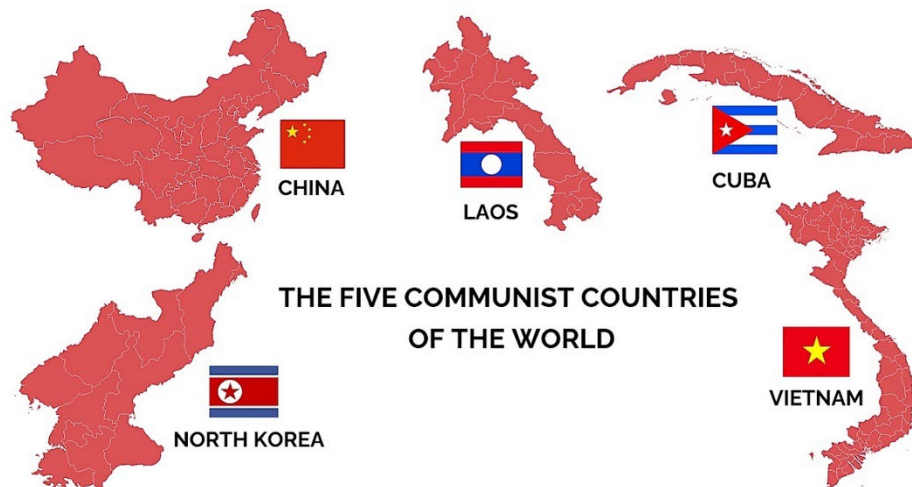 CHINA
LAOS
CUBA
THE FIVE COMMUNIST COUNTRIES
OF THE WORLD
VIETNAM
NORTH KOREA